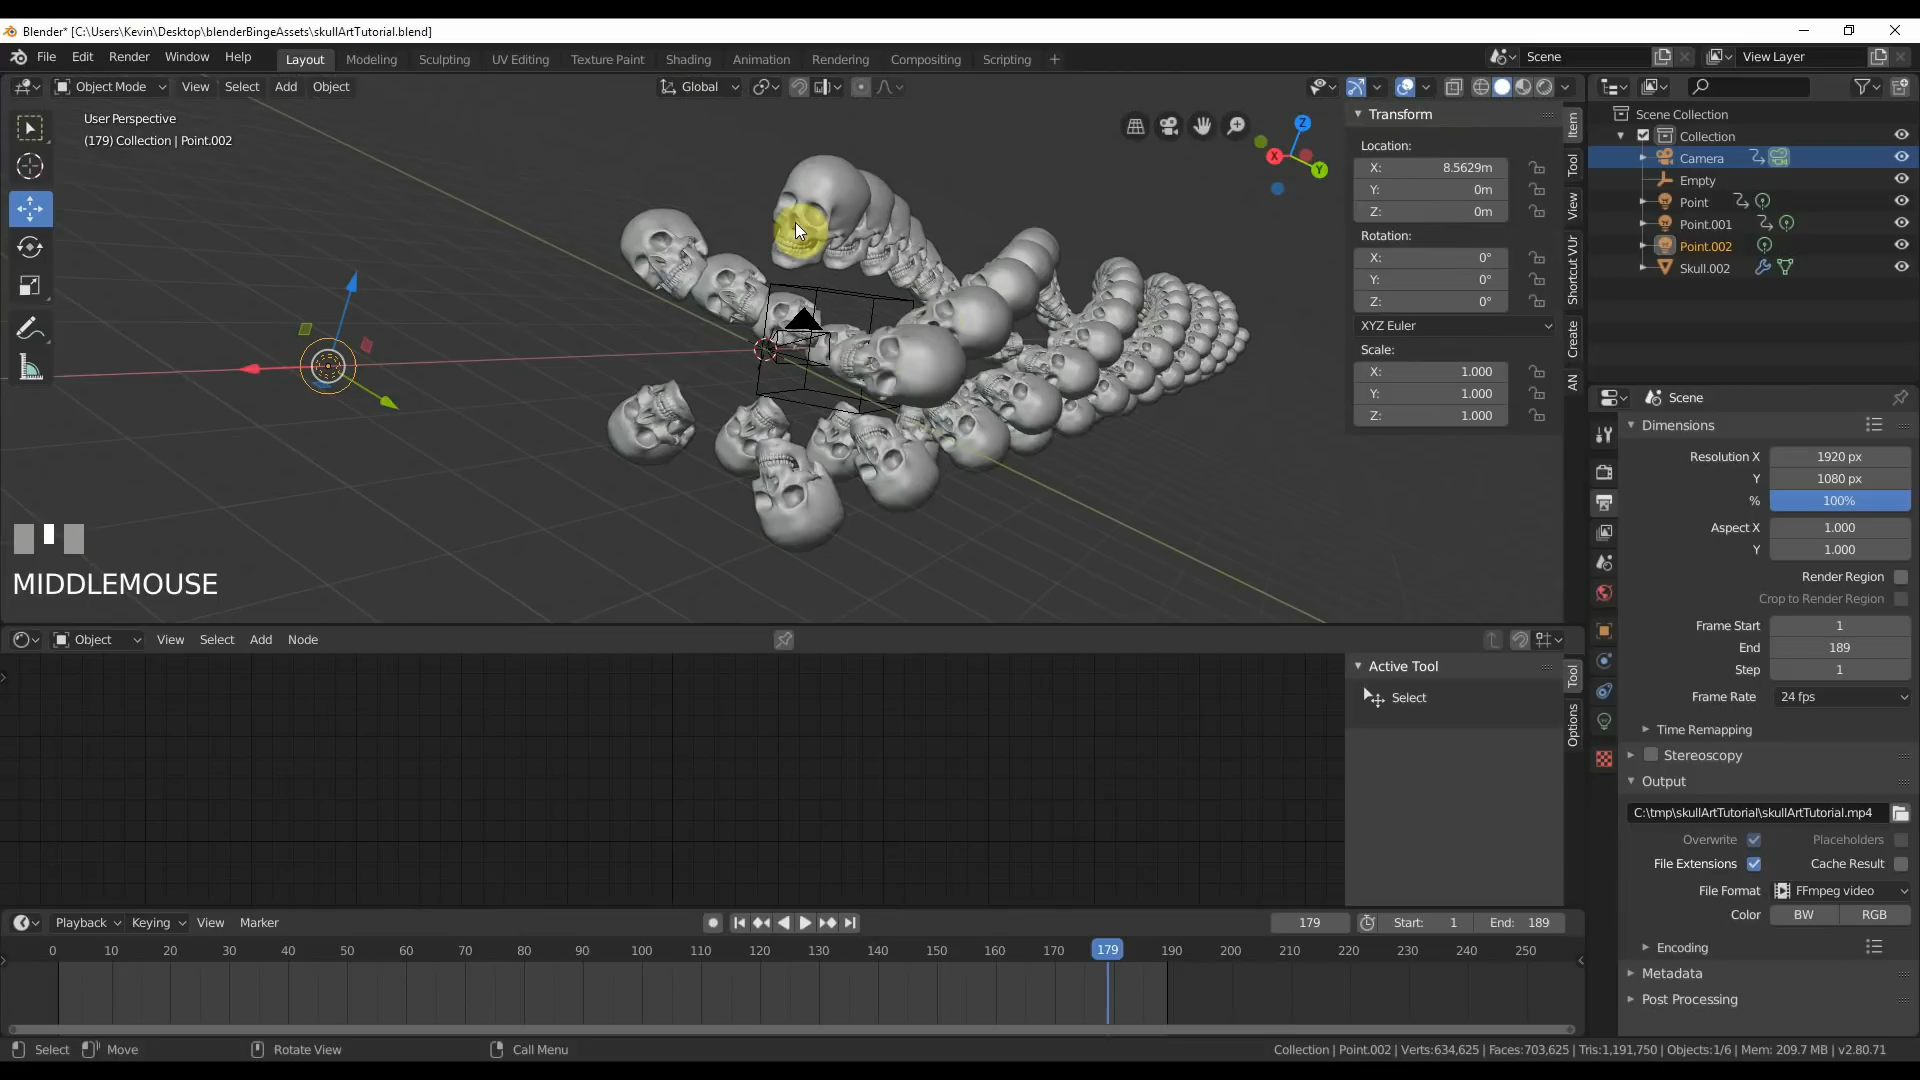 Blender* [C:\Users\Kevin\Desktop\blenderBingeAssets\skullArtTutorial.blend]
File Edit Render Window Help Layout Modeling Sculpting UV Editing Texture Paint Shading Animation Rendering Compositing Scripting + Scene View Layer
Object Mode View Select Add Object Global
User Perspective
(179) Collection | Point.002
Z
X
Y
Transform
Location:
X: 8.5629m
Y: 0m
Z: 0m
Rotation:
X: 0°
Y: 0°
Z: 0°
XYZ Euler
Scale:
X: 1.000
Y: 1.000
Z: 1.000
Item
Tool
View
Shortcut VUr
Create
AN
Scene Collection
Collection
Camera
Empty
Point
Point.001
Point.002
Skull.002
Scene
Dimensions
Resolution X 1920 px
Y 1080 px
% 100%
Aspect X 1.000
Y 1.000
Render Region
Crop to Render Region
Frame Start 1
End 189
Step 1
Frame Rate 24 fps
Time Remapping
Stereoscopy
Output
C:\tmp\skullArtTutorial\skullArtTutorial.mp4
Overwrite Placeholders
File Extensions Cache Result
File Format FFmpeg video
Color BW RGB
Encoding
Metadata
Post Processing
MIDDLEMOUSE
Object View Select Add Node
Active Tool
Select
Tool
Options
Playback Keying View Marker 179 Start: 1 End: 189
0 10 20 30 40 50 60 70 80 90 100 110 120 130 140 150 160 170 179 190 200 210 220 230 240 250
Select Move Rotate View Call Menu Collection | Point.002 | Verts:634,625 | Faces:703,625 | Tris:1,191,750 | Objects:1/6 | Mem: 209.7 MB | v2.80.71